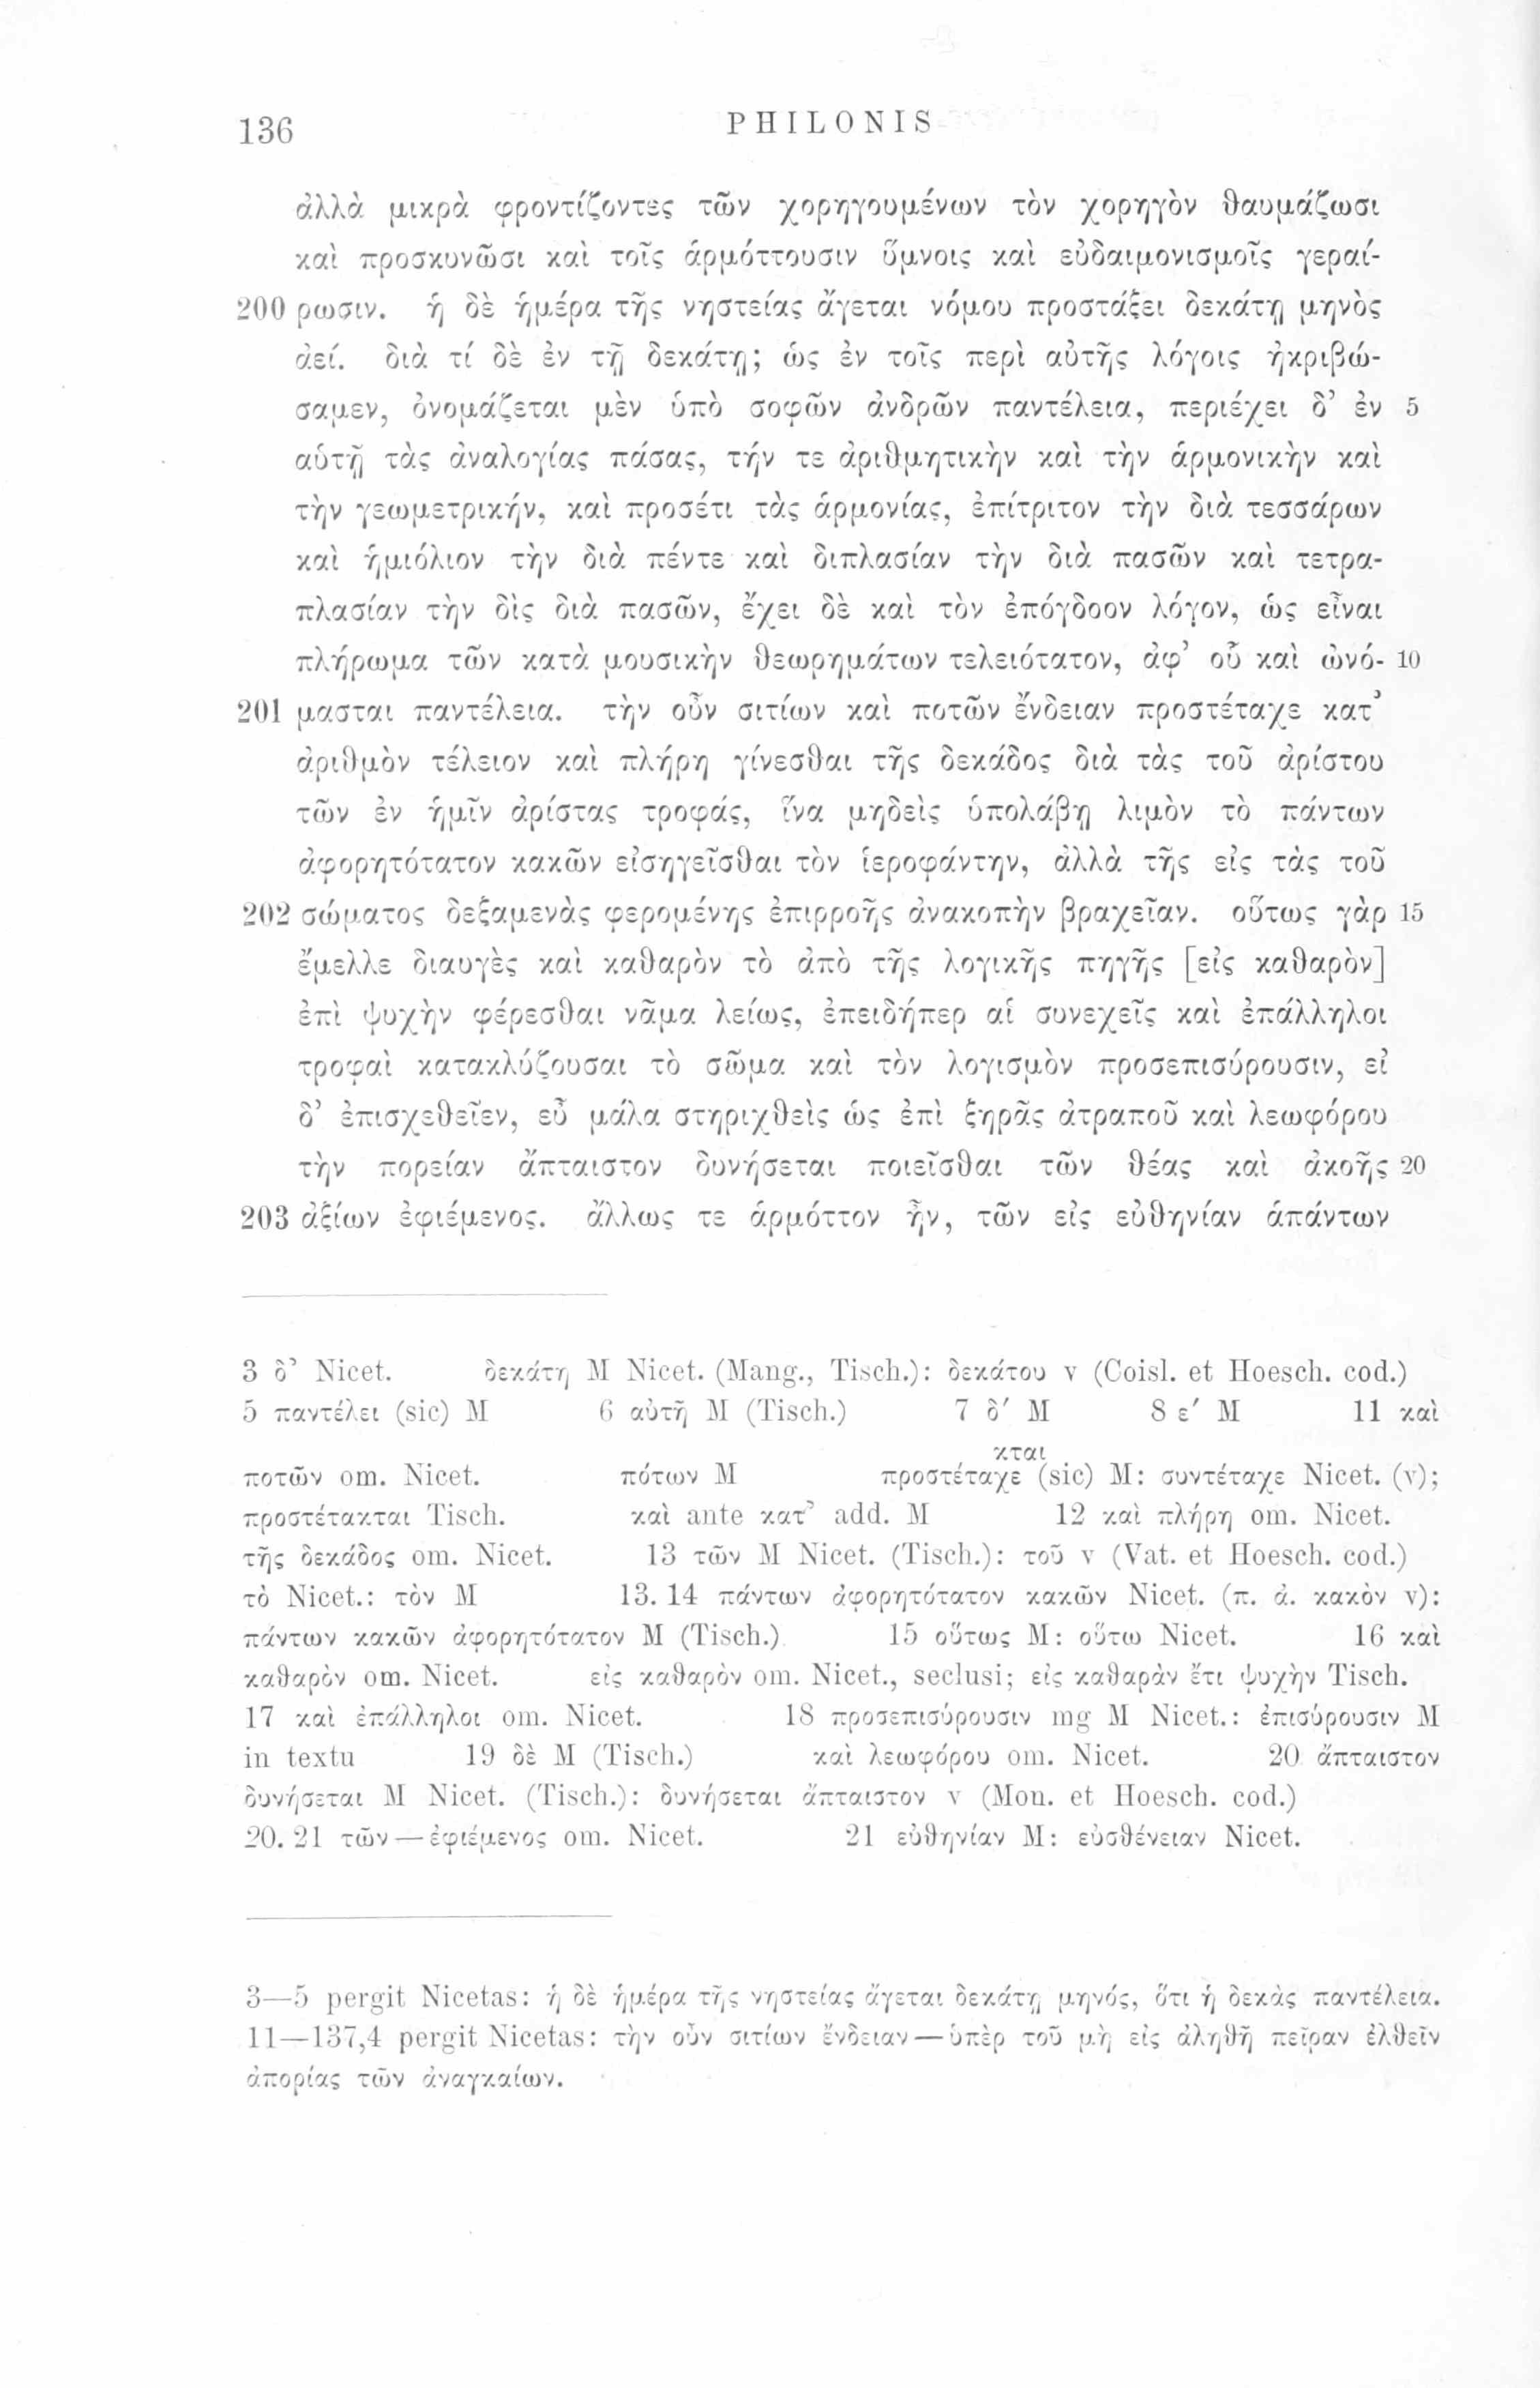 136 PHILONIS
ἀλλὰ μικρὰ φροντίζοντες τῶν χορηγουμένων τὸν χορηγὸν θαυμάζωσι
καὶ προσκυνῶσι καὶ τοῖς ἁρμόττουσιν ὕμνοις καὶ εὐδαιμονισμοῖς γεραί-
200 ρωσιν. ἡ δὲ ἡμέρα τῆς νηστείας ἄγεται νόμου προστάξει δεκάτῃ μηνὸς
ἀεί. διὰ τί δὲ ἐν τῇ δεκάτῃ; ὡς ἐν τοῖς περὶ αὐτῆς λόγοις ἠκριβώ-
σαμεν, ὀνομάζεται μὲν ὑπὸ σοφῶν ἀνδρῶν παντέλεια, περιέχει δ’ ἐν 5
αὑτῇ τὰς ἀναλογίας πάσας, τήν τε ἀριθμητικὴν καὶ τὴν ἁρμονικὴν καὶ
τὴν γεωμετρικήν, καὶ προσέτι τὰς ἁρμονίας, ἐπίτριτον τὴν διὰ τεσσάρων
καὶ ἡμιόλιον τὴν διὰ πέντε καὶ διπλασίαν τὴν διὰ πασῶν καὶ τετρα-
πλασίαν τὴν δὶς διὰ πασῶν, ἔχει δὲ καὶ τὸν ἐπόγδοον λόγον, ὡς εἶναι
πλήρωμα τῶν κατὰ μουσικὴν θεωρημάτων τελειότατον, ἀφ’ οὗ καὶ ὠνό- 10
201 μασται παντέλεια. τὴν οὖν σιτίων καὶ ποτῶν ἔνδειαν προστέταχε κατ’
ἀριθμὸν τέλειον καὶ πλήρη γίνεσθαι τῆς δεκάδος διὰ τὰς τοῦ ἀρίστου
τῶν ἐν ἡμῖν ἀρίστας τροφάς, ἵνα μηδεὶς ὑπολάβῃ λιμὸν τὸ πάντων
ἀφορητότατον κακῶν εἰσηγεῖσθαι τὸν ἱεροφάντην, ἀλλὰ τῆς εἰς τὰς τοῦ
202 σώματος δεξαμενὰς φερομένης ἐπιρροῆς ἀνακοπὴν βραχεῖαν. οὕτως γὰρ 15
ἔμελλε διαυγὲς καὶ καθαρὸν τὸ ἀπὸ τῆς λογικῆς πηγῆς [εἰς καθαρὸν]
ἐπὶ ψυχὴν φέρεσθαι νᾶμα λείως, ἐπειδήπερ αἱ συνεχεῖς καὶ ἐπάλληλοι
τροφαὶ κατακλύζουσαι τὸ σῶμα καὶ τὸν λογισμὸν προσεπισύρουσιν, εἰ
δ’ ἐπισχεθεῖεν, εὖ μάλα στηριχθεὶς ὡς ἐπὶ ξηρᾶς ἀτραποῦ καὶ λεωφόρου
τὴν πορείαν ἄπταιστον δυνήσεται ποιεῖσθαι τῶν θέας καὶ ἀκοῆς 20
203 ἀξίων ἐφιέμενος. ἄλλως τε ἁρμόττον ἦν, τῶν εἰς εὐθηνίαν ἁπάντων
3 δ’ Nicet. δεκάτῃ M Nicet. (Mang., Tisch.): δεκάτου v (Coisl. et Hoesch. cod.)
5 παντέλει (sic) M 6 αὐτῆ M (Tisch.) 7 δ′ M 8 ε′ M 11 καὶ
κται
ποτῶν om. Nicet. πότων M προστέταχε (sic) M: συντέταχε Nicet. (v);
προστέτακται Tisch. καὶ ante κατ’ add. M 12 καὶ πλήρη om. Nicet.
τῆς δεκάδος om. Nicet. 13 τῶν M Nicet. (Tisch.): τοῦ v (Vat. et Hoesch. cod.)
τὸ Nicet.: τὸν M 13. 14 πάντων ἀφορητότατον κακῶν Nicet. (π. ἀ. κακὸν v):
πάντων κακῶν ἀφορητότατον M (Tisch.) 15 οὕτως M: οὕτω Nicet. 16 καὶ
καθαρὸν om. Nicet. εἰς καθαρὸν om. Nicet., seclusi; εἰς καθαρὰν ἔτι ψυχὴν Tisch.
17 καὶ ἐπάλληλοι om. Nicet. 18 προσεπισύρουσιν mg M Nicet.: ἐπισύρουσιν M
in textu 19 δὲ M (Tisch.) καὶ λεωφόρου om. Nicet. 20 ἄπταιστον
δυνήσεται M Nicet. (Tisch.): δυνήσεται ἄπταιστον v (Mon. et Hoesch. cod.)
20. 21 τῶν — ἐφιέμενος om. Nicet. 21 εὐθηνίαν M: εὐσθένειαν Nicet.
3—5 pergit Nicetas: ἡ δὲ ἡμέρα τῆς νηστείας ἄγεται δεκάτῃ μηνός, ὅτι ἡ δεκὰς παντέλεια.
11—137,4 pergit Nicetas: τὴν οὖν σιτίων ἔνδειαν — ὑπὲρ τοῦ μὴ εἰς ἀληθῆ πεῖραν ἐλθεῖν
ἀπορίας τῶν ἀναγκαίων.